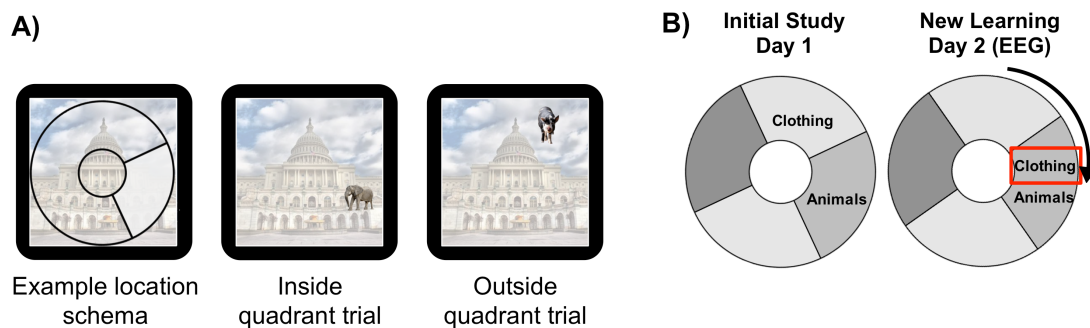 A)
Example location
schema
Inside
quadrant trial
Outside
quadrant trial
B)
Initial Study
Day 1
Clothing
Animals
New Learning
Day 2 (EEG)
Clothing
Animals